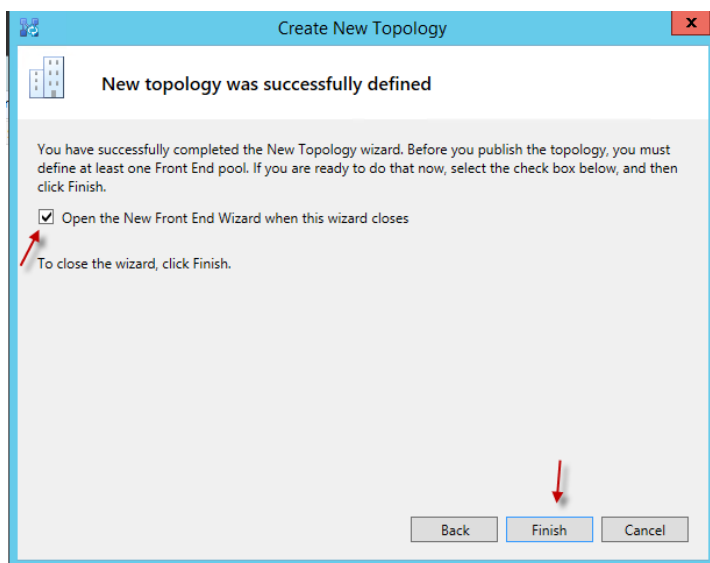 Create New Topology
x
New topology was successfully defined
You have successfully completed the New Topology wizard. Before you publish the topology, you must
define at least one Front End pool. If you are ready to do that now, select the check box below, and then
click Finish.
Open the New Front End Wizard when this wizard closes
To close the wizard, click Finish.
Back Finish Cancel